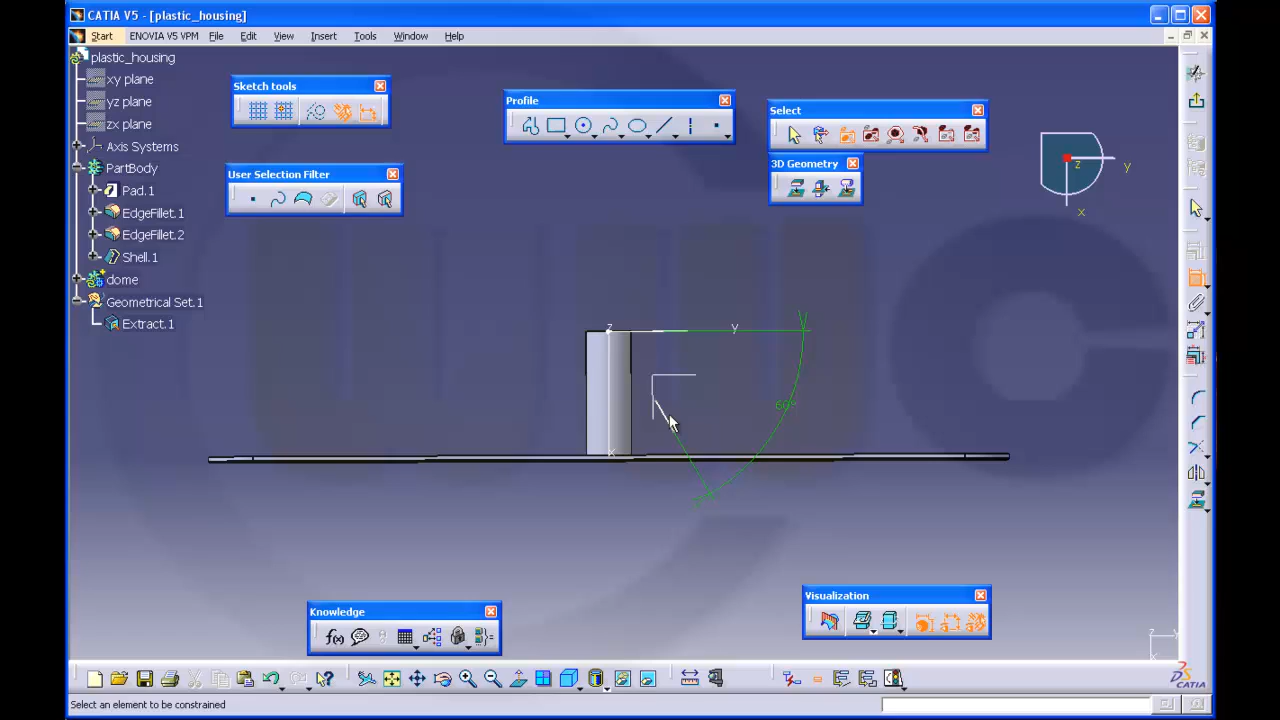 CATIA V5 - [plastic_housing]
Start ENOVIA V5 VPM File Edit View Insert Tools Window Help
plastic_housing
xy plane
yz plane
zx plane
Axis Systems
PartBody
Pad.1
EdgeFillet.1
EdgeFillet.2
Shell.1
dome
Geometrical Set.1
Extract.1
Sketch tools
User Selection Filter
Profile
Select
3D Geometry
z
y
x
z
y
60°
x
Knowledge
f(x)
Visualization
z
y
x
CATIA
Select an element to be constrained